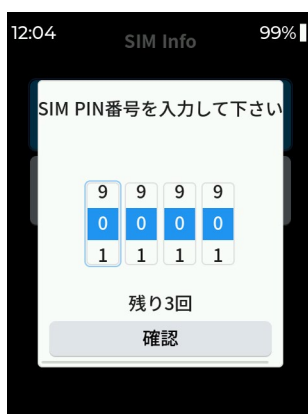 12:04 SIM Info 99%
SIM PIN番号を入力して下さい
9 9 9 9
0 0 0 0
1 1 1 1
残り3回
確認